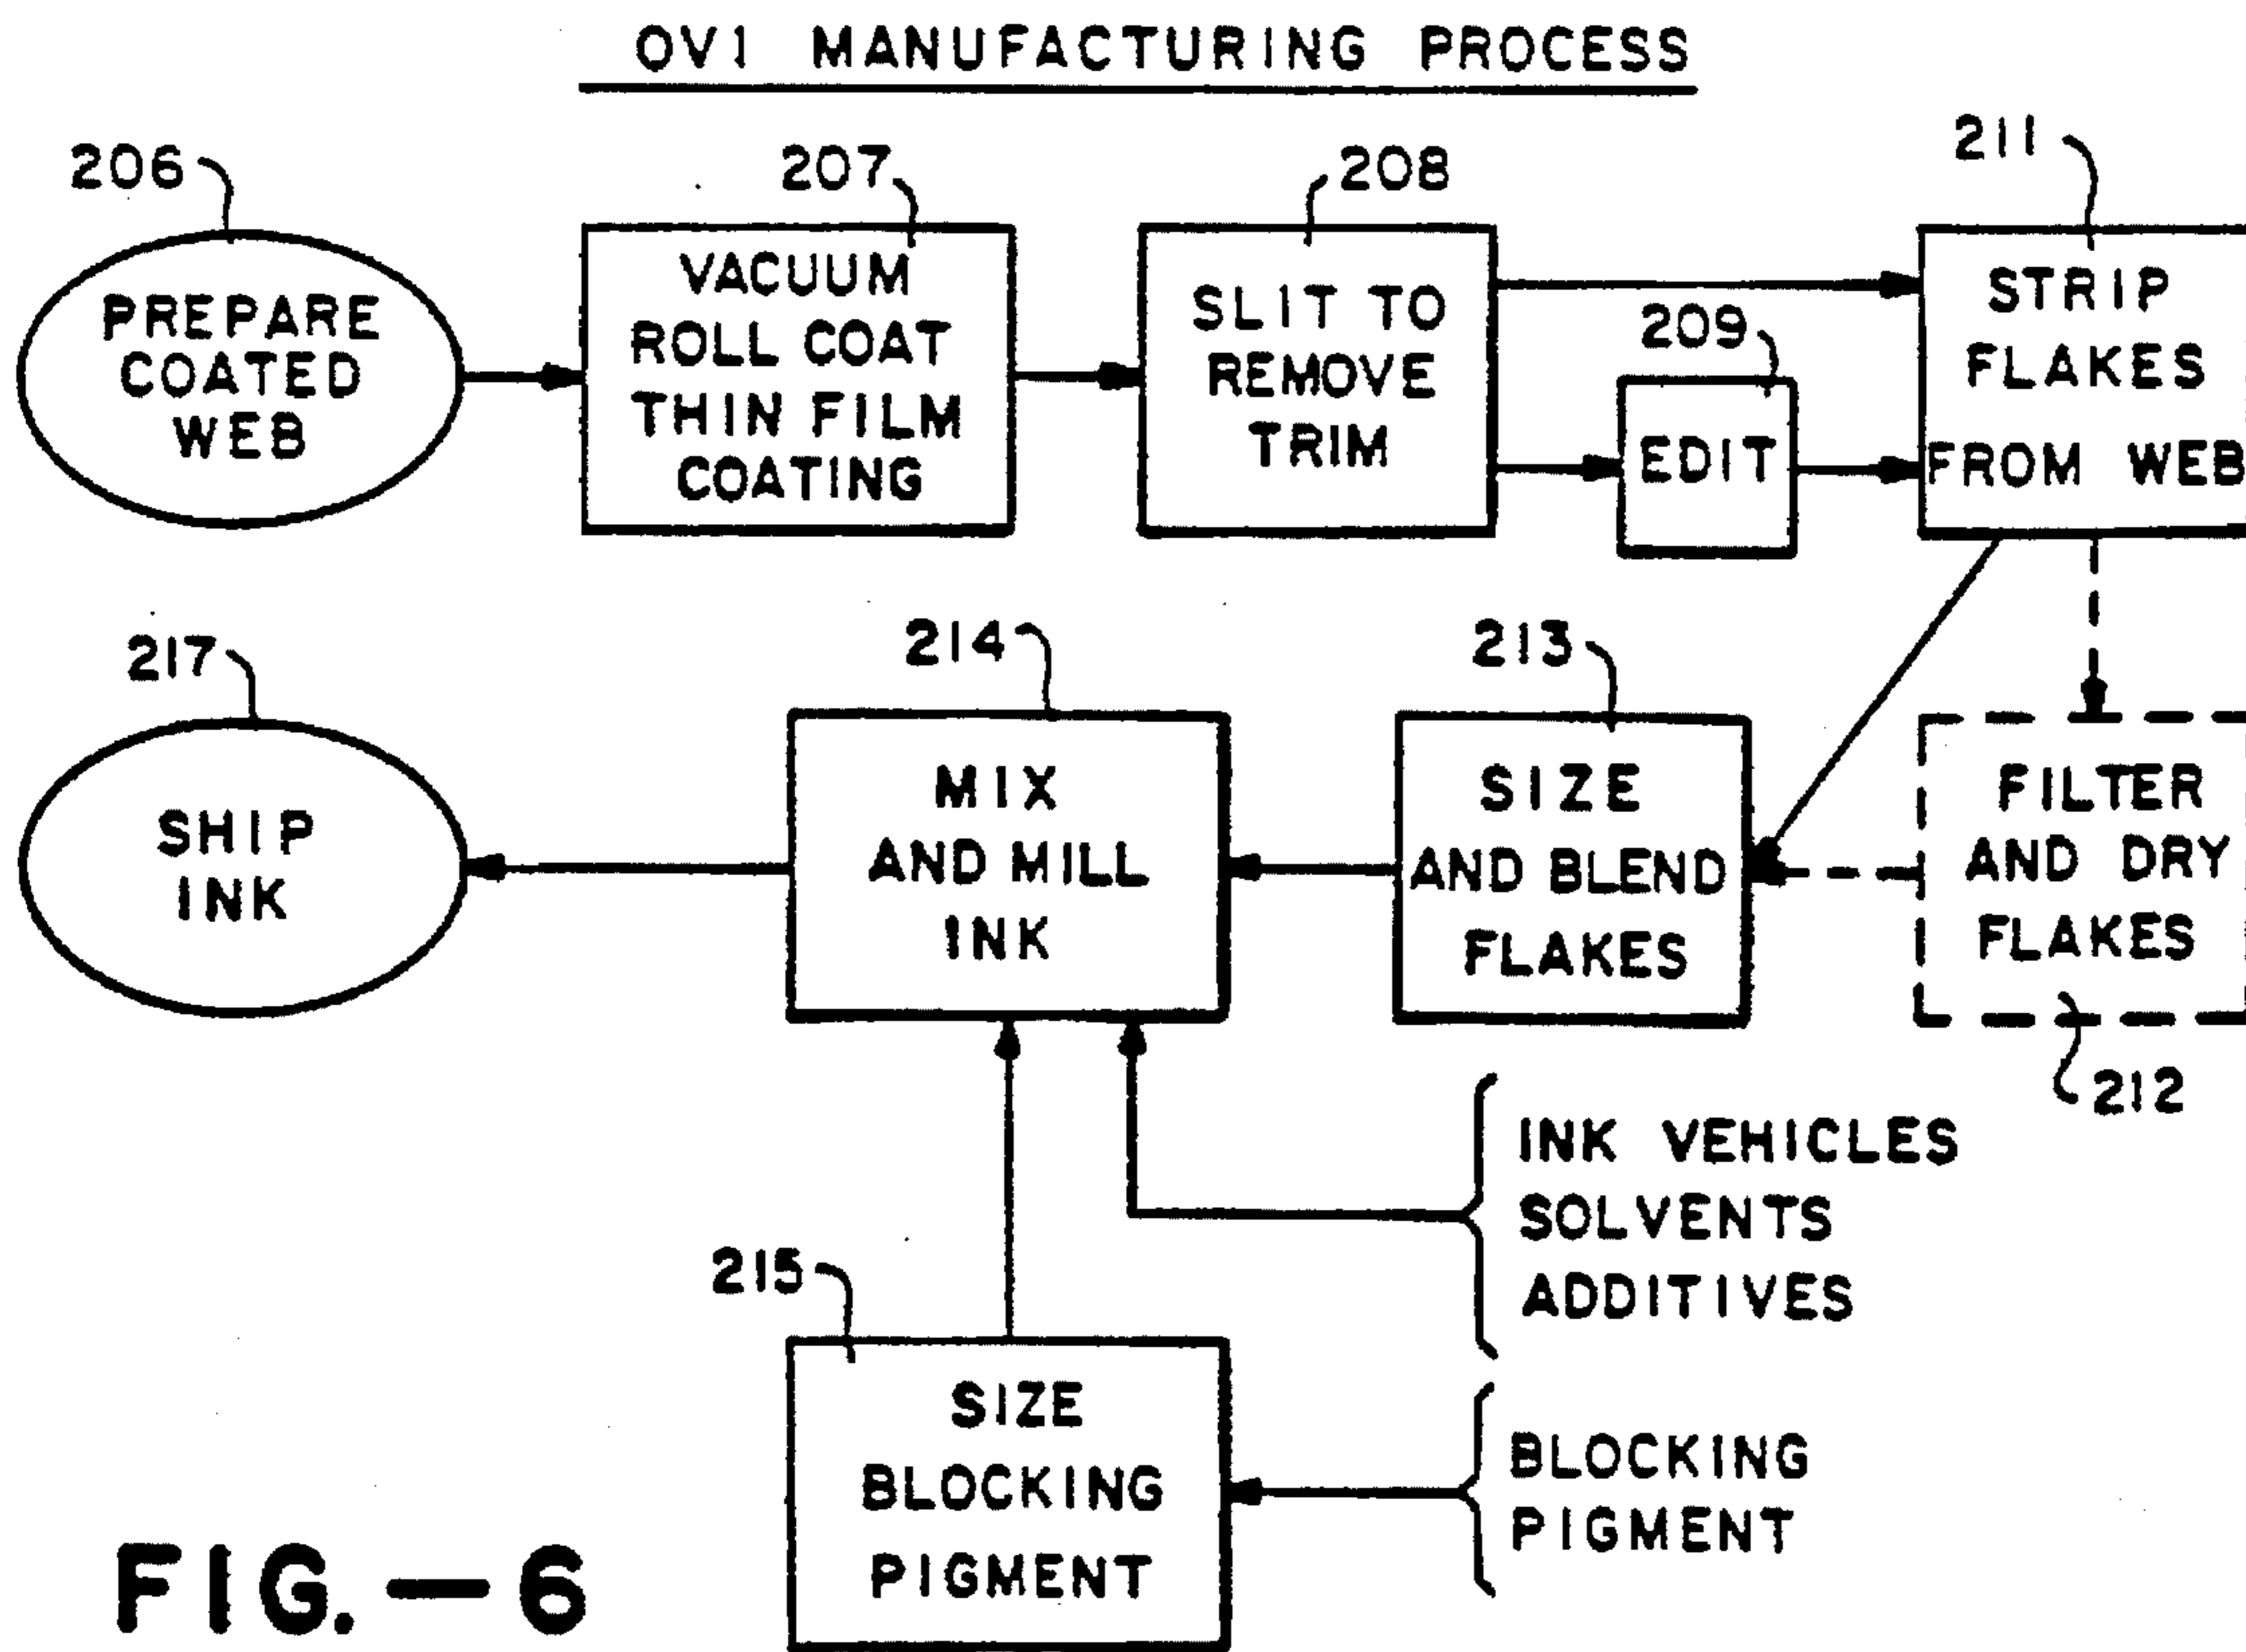 OVI MANUFACTURING PROCESS
206
PREPARE
COATED
WEB
207
VACUUM
ROLL COAT
THIN FILM
COATING
208
SLIT TO
REMOVE
TRIM
209
EDIT
211
STRIP
FLAKES
FROM WEB
217
SHIP
INK
214
MIX
AND MILL
INK
213
SIZE
AND BLEND
FLAKES
FILTER
AND DRY
FLAKES
212
INK VEHICLES
SOLVENTS
ADDITIVES
215
SIZE
BLOCKING
PIGMENT
BLOCKING
PIGMENT
FIG.—6